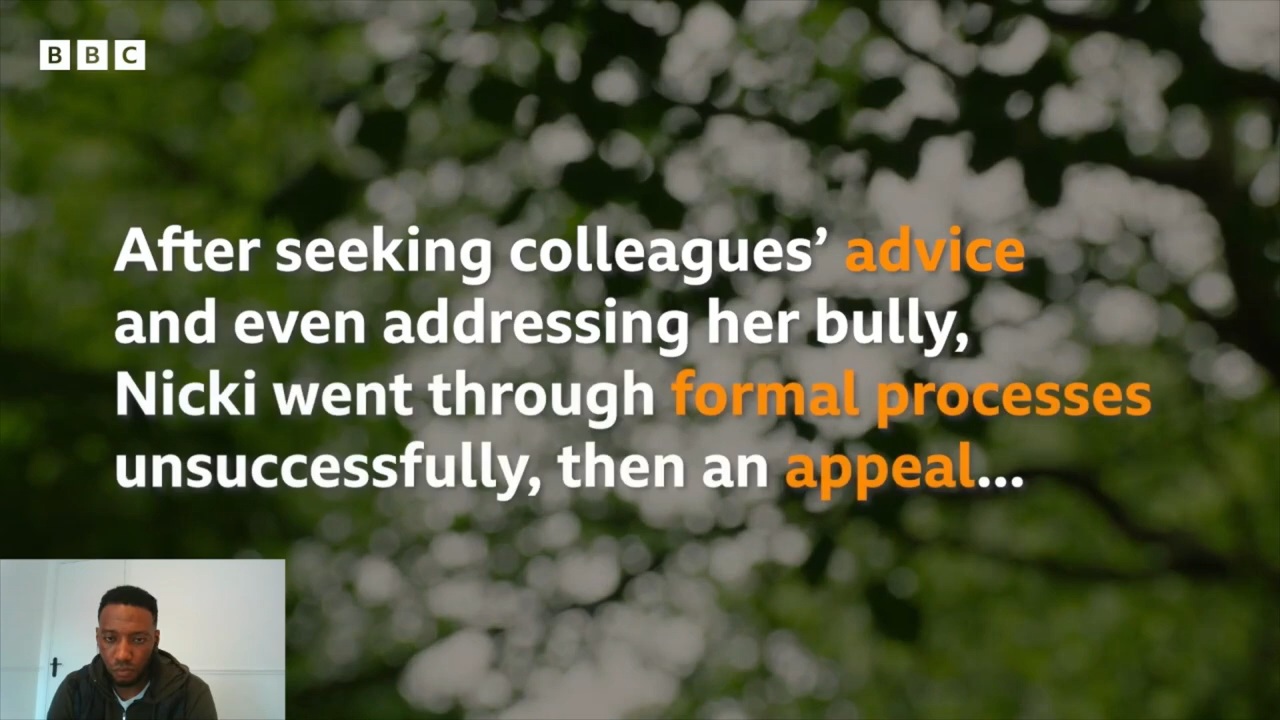 BBC
After seeking colleagues’ advice
and even addressing her bully,
Nicki went through formal processes
unsuccessfully, then an appeal...